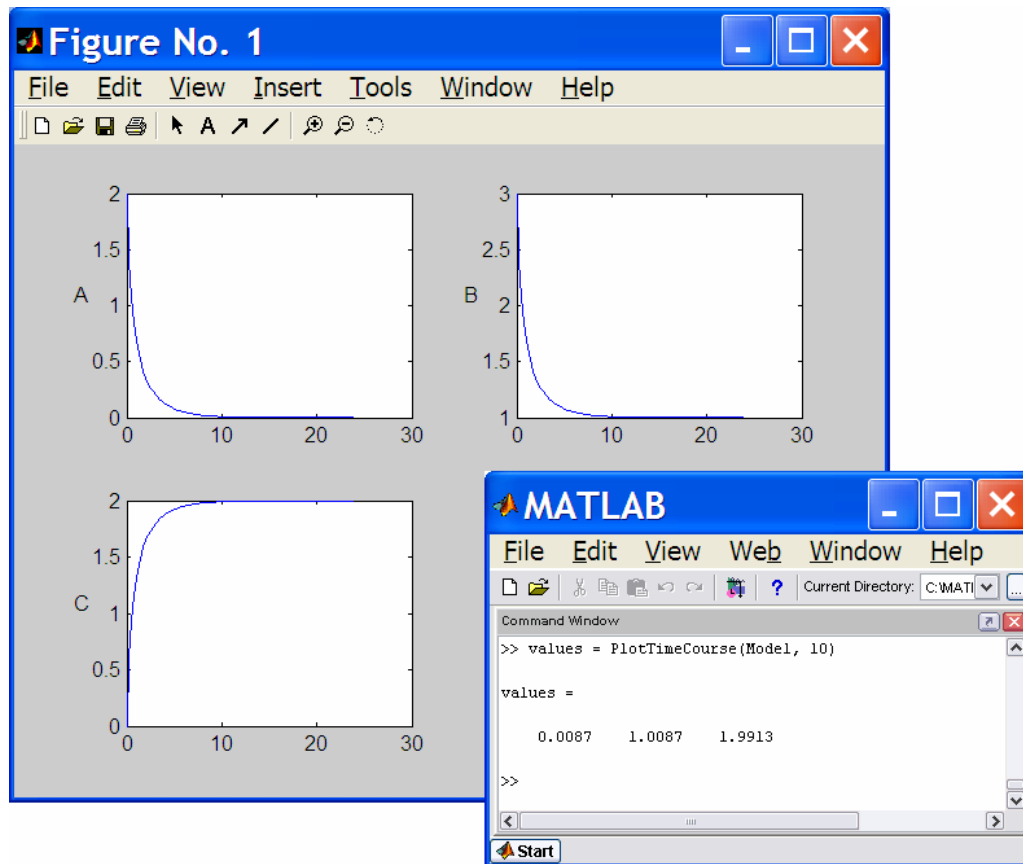 Figure No. 1
File Edit View Insert Tools Window Help
A
2
1.5
A 1
0.5
0
0 10 20 30
3
2.5
B 2
1.5
1
0 10 20 30
2
1.5
C 1
0.5
0
0 10 20 30
MATLAB
File Edit View Web Window Help
? Current Directory: C:\MATl ...
Command Window
>> values = PlotTimeCourse(Model, 10)
values =
0.0087 1.0087 1.9913
>>
Start